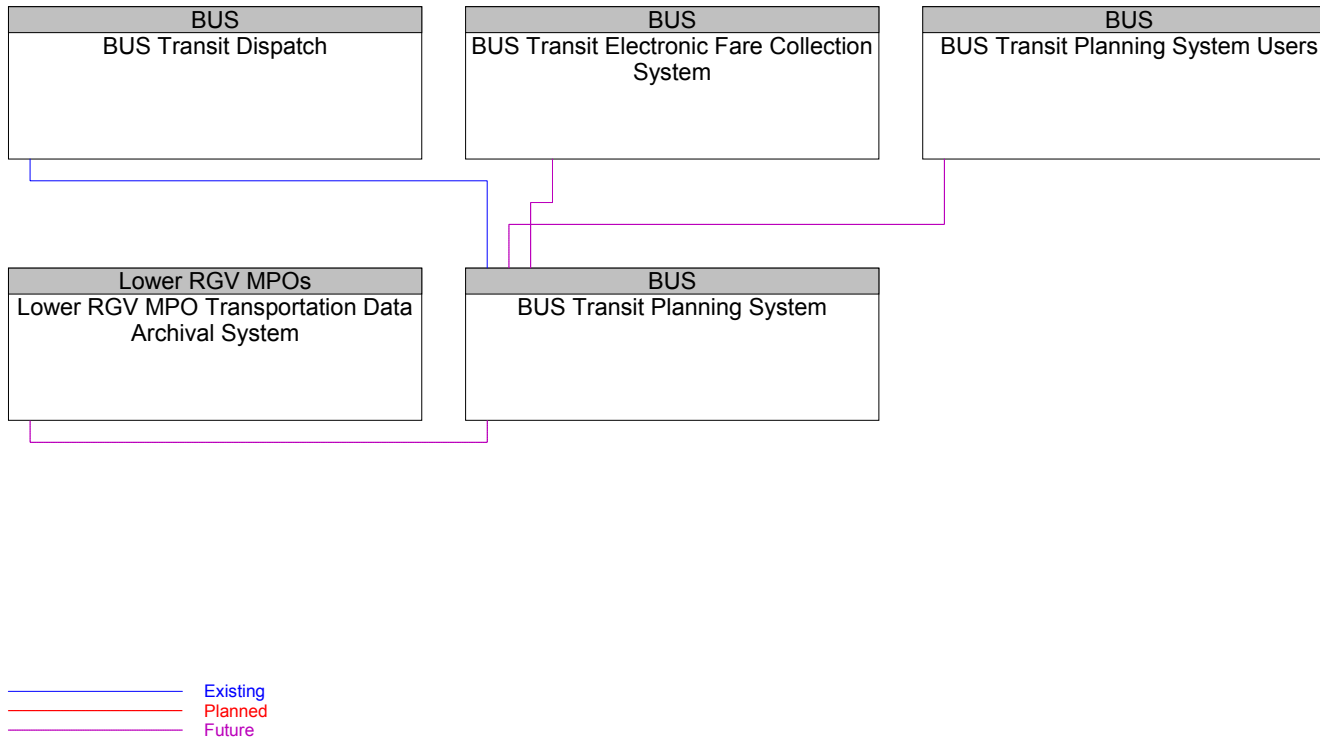 BUS
BUS Transit Dispatch
BUS
BUS Transit Electronic Fare Collection
System
BUS
BUS Transit Planning System Users
Lower RGV MPOs
Lower RGV MPO Transportation Data
Archival System
BUS
BUS Transit Planning System
Existing
Planned
Future